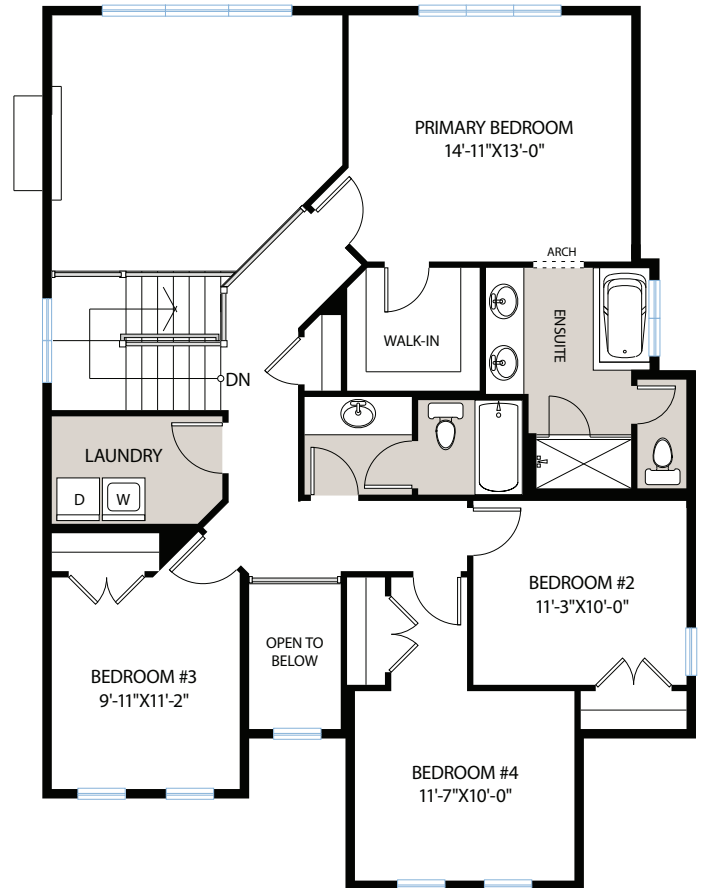 PRIMARY BEDROOM
14'-11"X13'-0"
ARCH
ENSUITE
WALK-IN
DN
LAUNDRY
D
W
BEDROOM #2
11'-3"X10'-0"
OPEN TO
BELOW
BEDROOM #3
9'-11"X11'-2"
BEDROOM #4
11'-7"X10'-0"